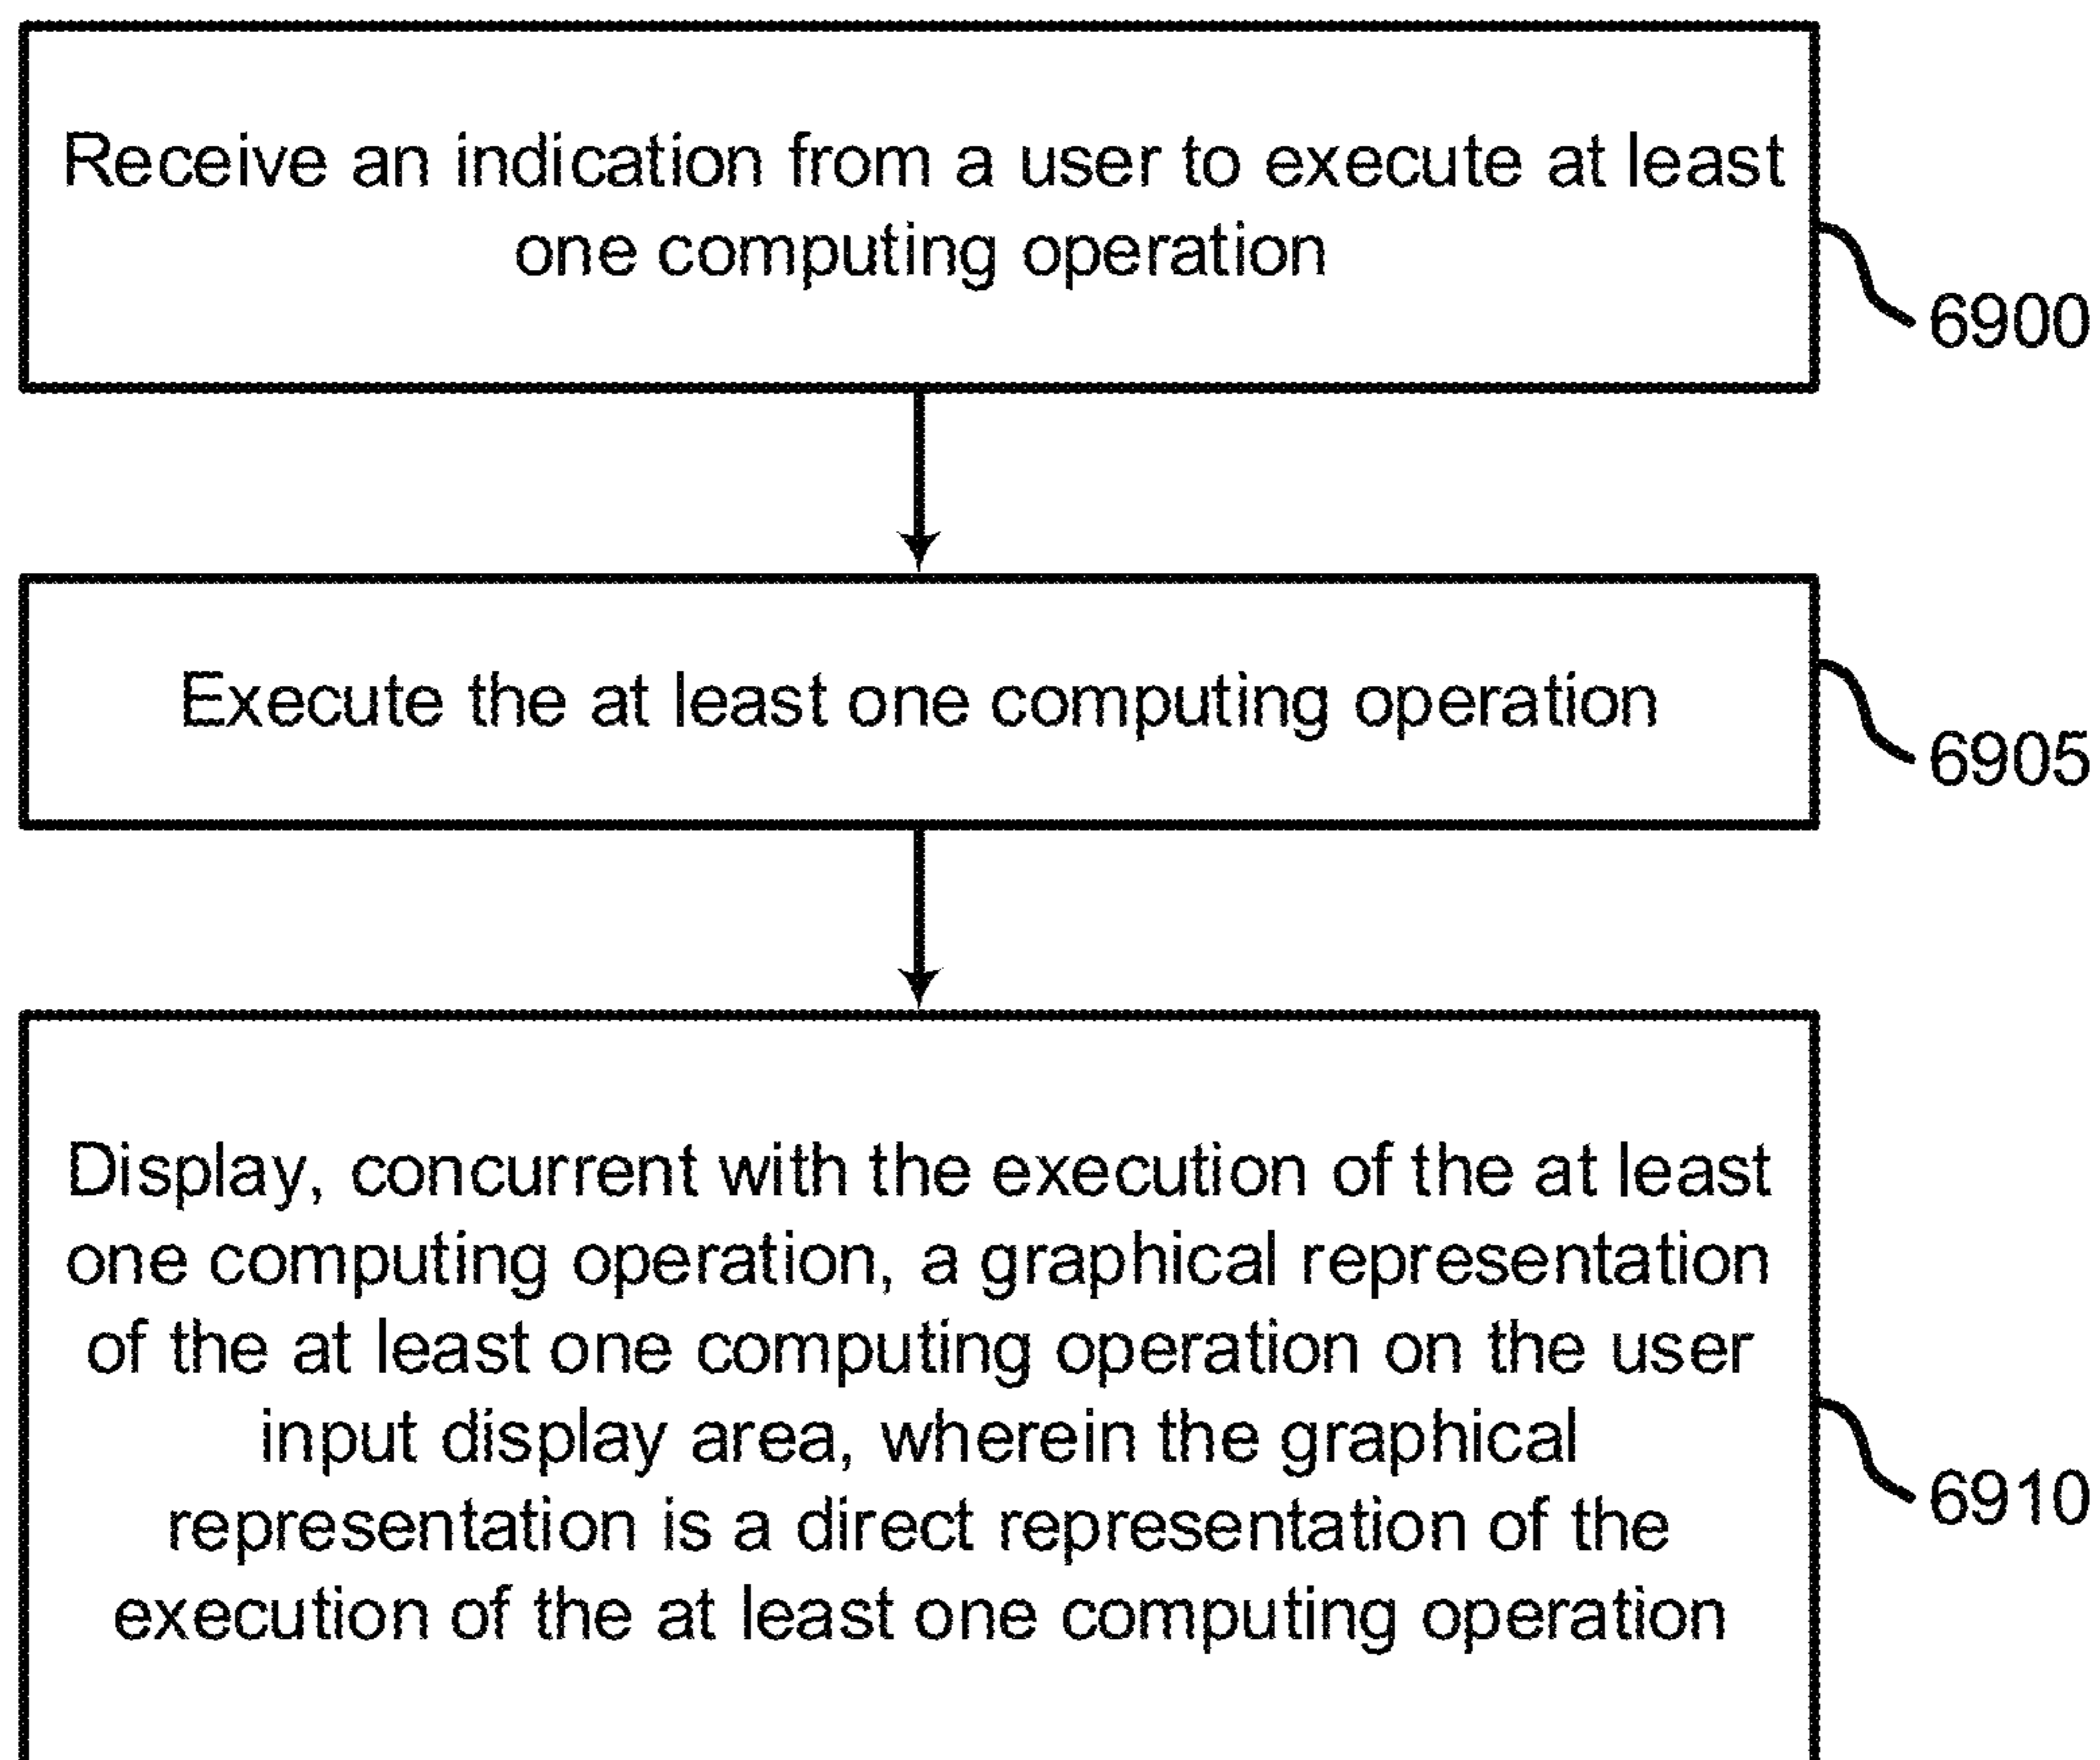 Receive an indication from a user to execute at least
one computing operation
6900
Execute the at least one computing operation
6905
Display, concurrent with the execution of the at least
one computing operation, a graphical representation
of the at least one computing operation on the user
input display area, wherein the graphical
representation is a direct representation of the
execution of the at least one computing operation
6910